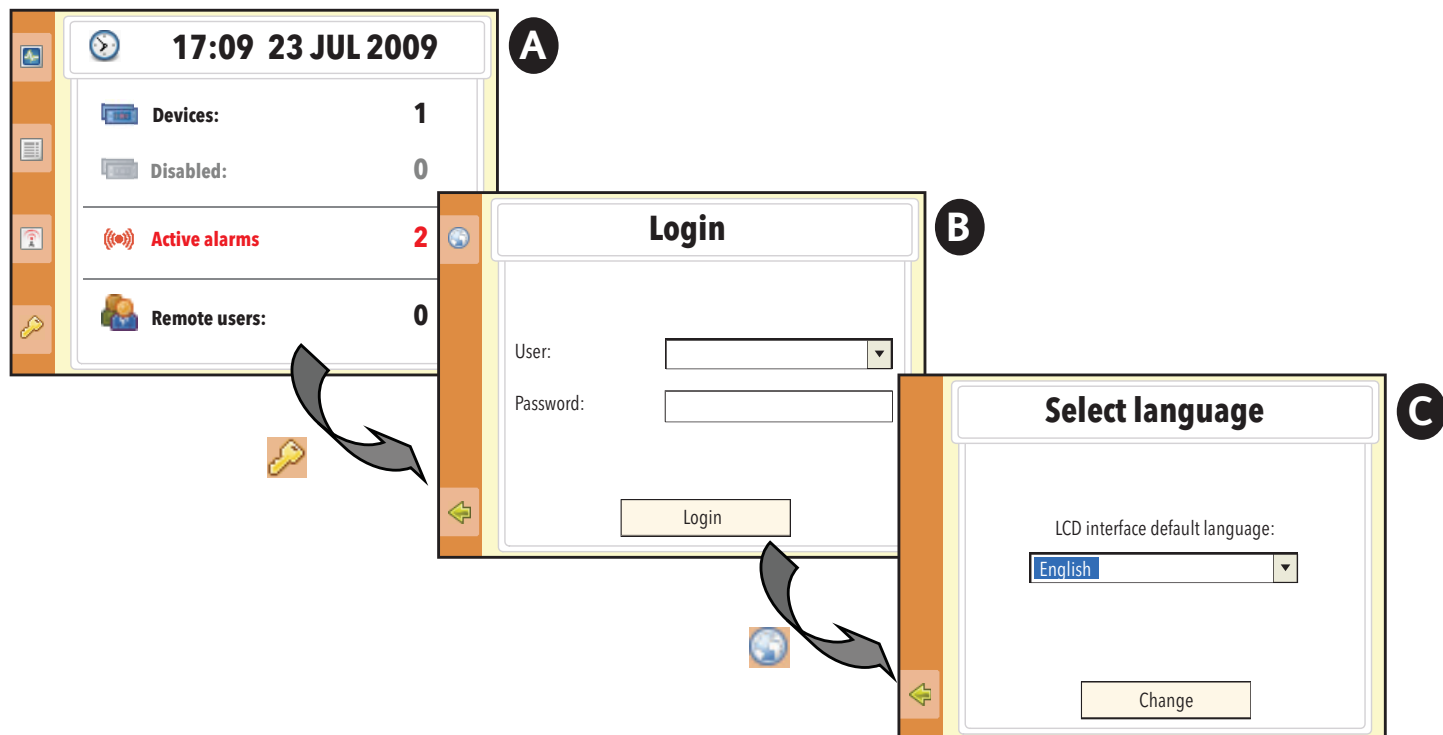 17:09 23 JUL 2009
A
Devices: 1
Disabled: 0
Active alarms 2
Remote users: 0
Login
B
User:
Password:
Login
Select language
C
LCD interface default language:
English
Change